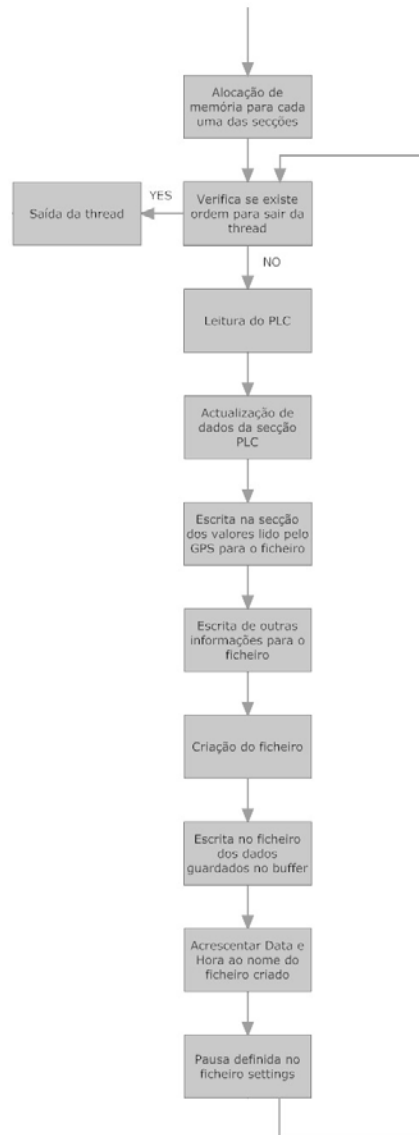 Alocação de
memória para cada
uma das secções
YES
Saída da thread
Verifica se existe
ordem para sair da
thread
NO
Leitura do PLC
Actualização de
dados da secção
PLC
Escrita na secção
dos valores lido pelo
GPS para o ficheiro
Escrita de outras
informações para o
ficheiro
Criação do ficheiro
Escrita no ficheiro
dos dados
guardados no buffer
Acrescentar Data e
Hora ao nome do
ficheiro criado
Pausa definida no
ficheiro settings